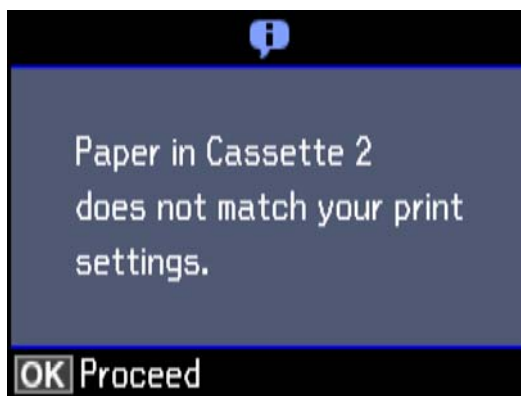 Paper in Cassette 2
does not match your print
settings.
OK Proceed